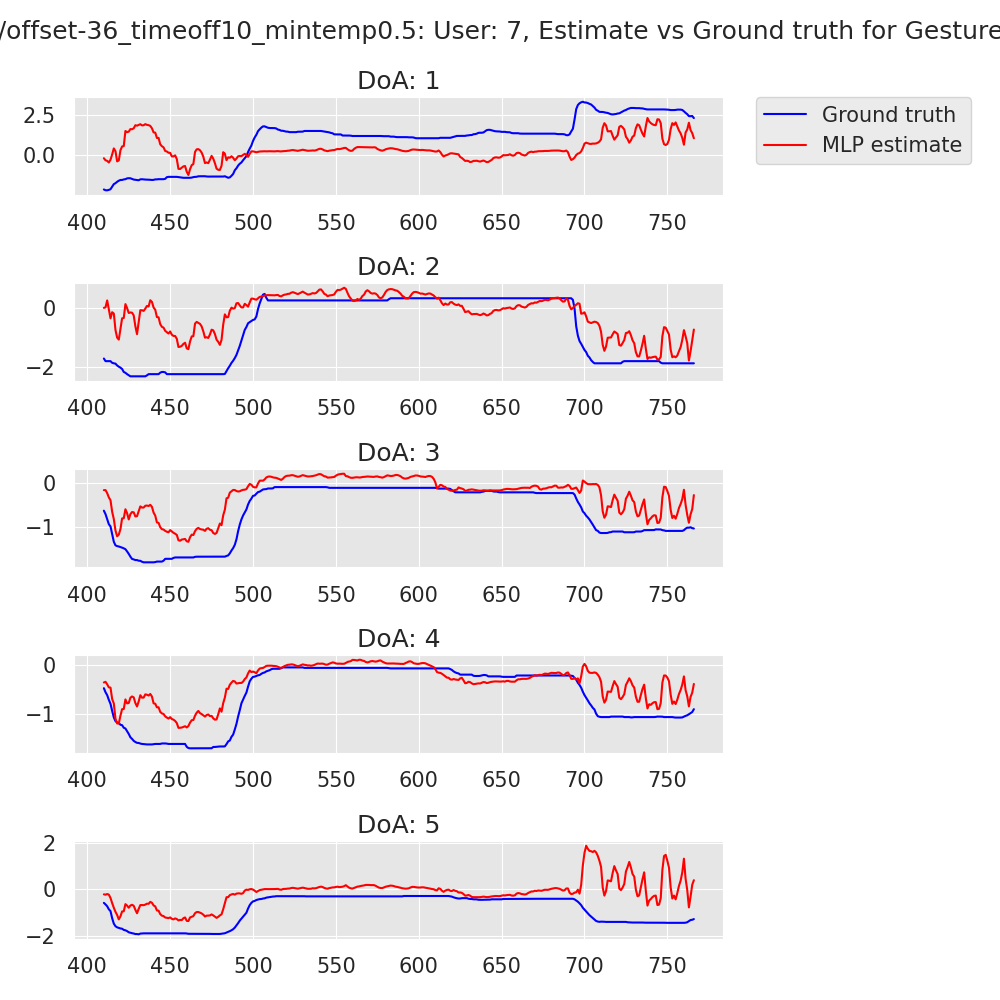 /offset-36_timeoff10_mintemp0.5: User: 7, Estimate vs Ground truth for Gesture
DoA: 1
Ground truth
MLP estimate
2.5
0.0
400 450 500 550 600 650 700 750
DoA: 2
0
−2
400 450 500 550 600 650 700 750
DoA: 3
0
−1
400 450 500 550 600 650 700 750
DoA: 4
0
−1
400 450 500 550 600 650 700 750
DoA: 5
2
0
−2
400 450 500 550 600 650 700 750